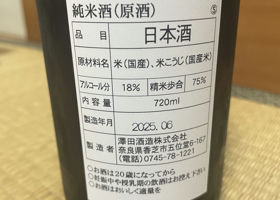 純米酒(原酒) Ⓢ
品目 日本酒
原材料名 米(国産)、米こうじ(国産米)
アルコール分 18% 精米歩合 75%
内容量 720ml
製造年月 2025.06
製造者 澤田酒造株式会社
奈良県香芝市五位堂6-167
(電話)0745-78-1221
○お酒は20歳になってから
○妊娠中や授乳期の飲酒はお控え下さい
○お酒はおいしく適量を